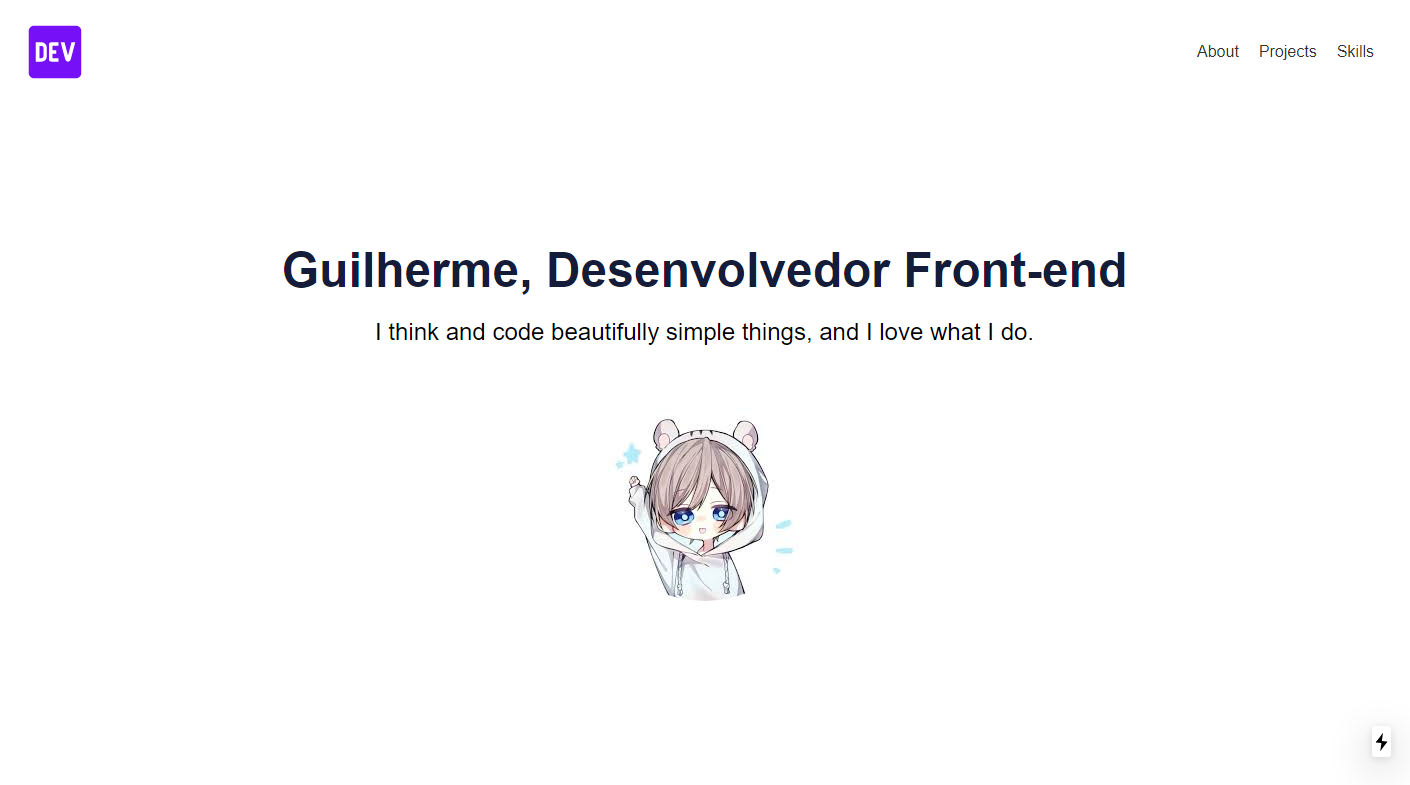 DEV
About Projects Skills
Guilherme, Desenvolvedor Front-end
I think and code beautifully simple things, and I love what I do.